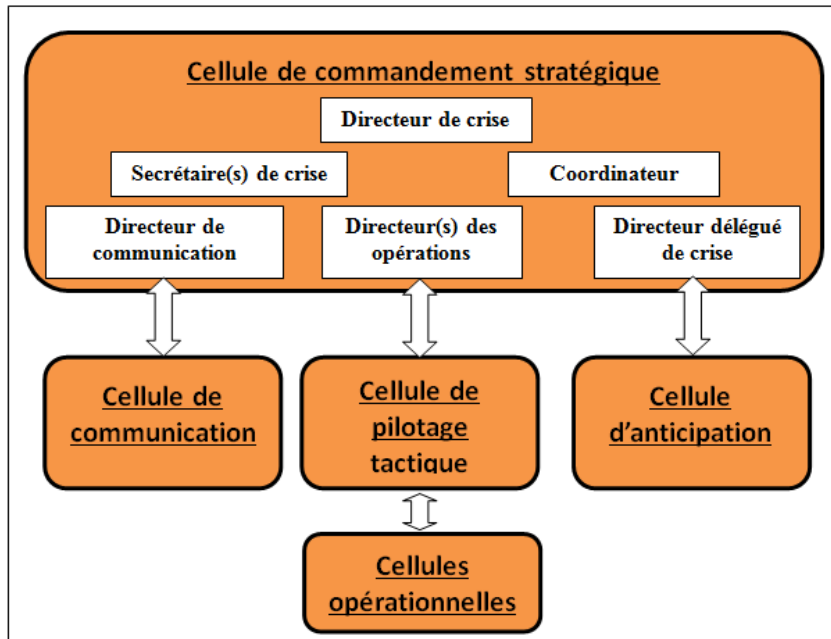 Cellule de commandement stratégique
Directeur de crise
Secrétaire(s) de crise
Coordinateur
Directeur de
communication
Directeur(s) des
opérations
Directeur délégué
de crise
Cellule de
communication
Cellule de
pilotage
tactique
Cellule
d'anticipation
Cellules
opérationnelles